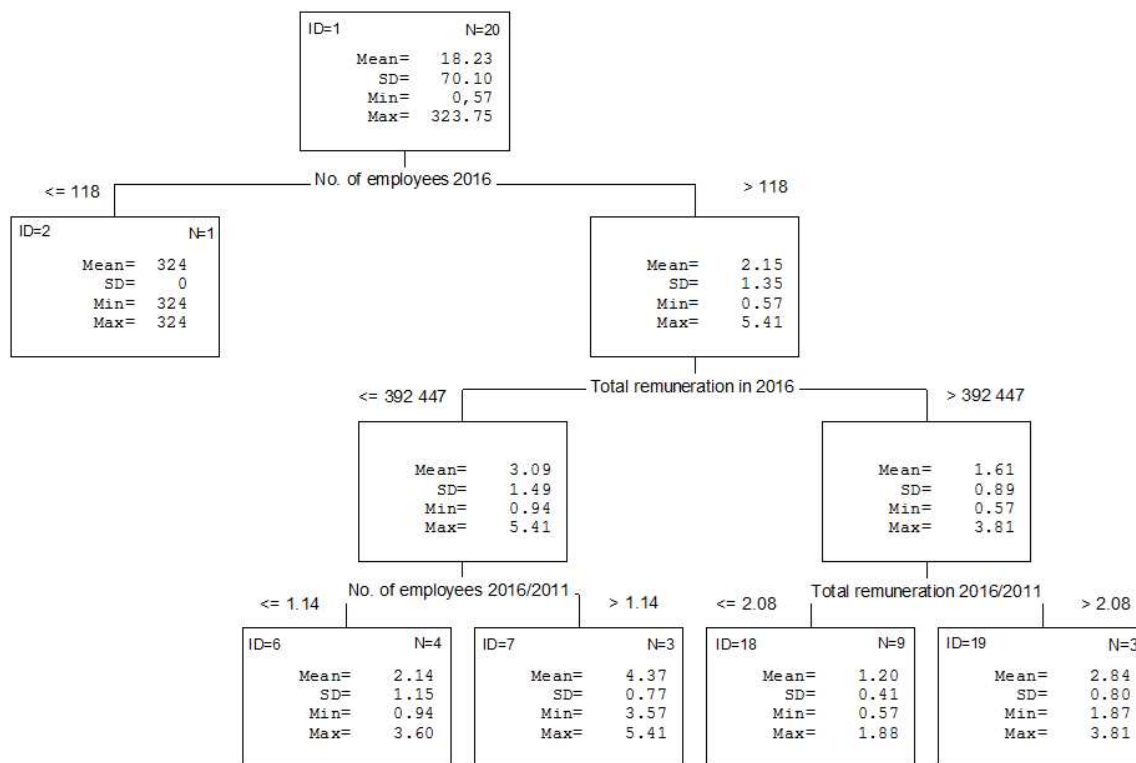 ID=1 N=20
Mean= 18.23
SD= 70.10
Min= 0,57
Max= 323.75
No. of employees 2016
<= 118
> 118
ID=2 N=1
Mean= 324
SD= 0
Min= 324
Max= 324
Mean= 2.15
SD= 1.35
Min= 0.57
Max= 5.41
Total remuneration in 2016
<= 392 447
> 392 447
Mean= 3.09
SD= 1.49
Min= 0.94
Max= 5.41
Mean= 1.61
SD= 0.89
Min= 0.57
Max= 3.81
No. of employees 2016/2011
<= 1.14
> 1.14
Total remuneration 2016/2011
<= 2.08
> 2.08
ID=6 N=4
Mean= 2.14
SD= 1.15
Min= 0.94
Max= 3.60
ID=7 N=3
Mean= 4.37
SD= 0.77
Min= 3.57
Max= 5.41
ID=18 N=9
Mean= 1.20
SD= 0.41
Min= 0.57
Max= 1.88
ID=19 N=3
Mean= 2.84
SD= 0.80
Min= 1.87
Max= 3.81